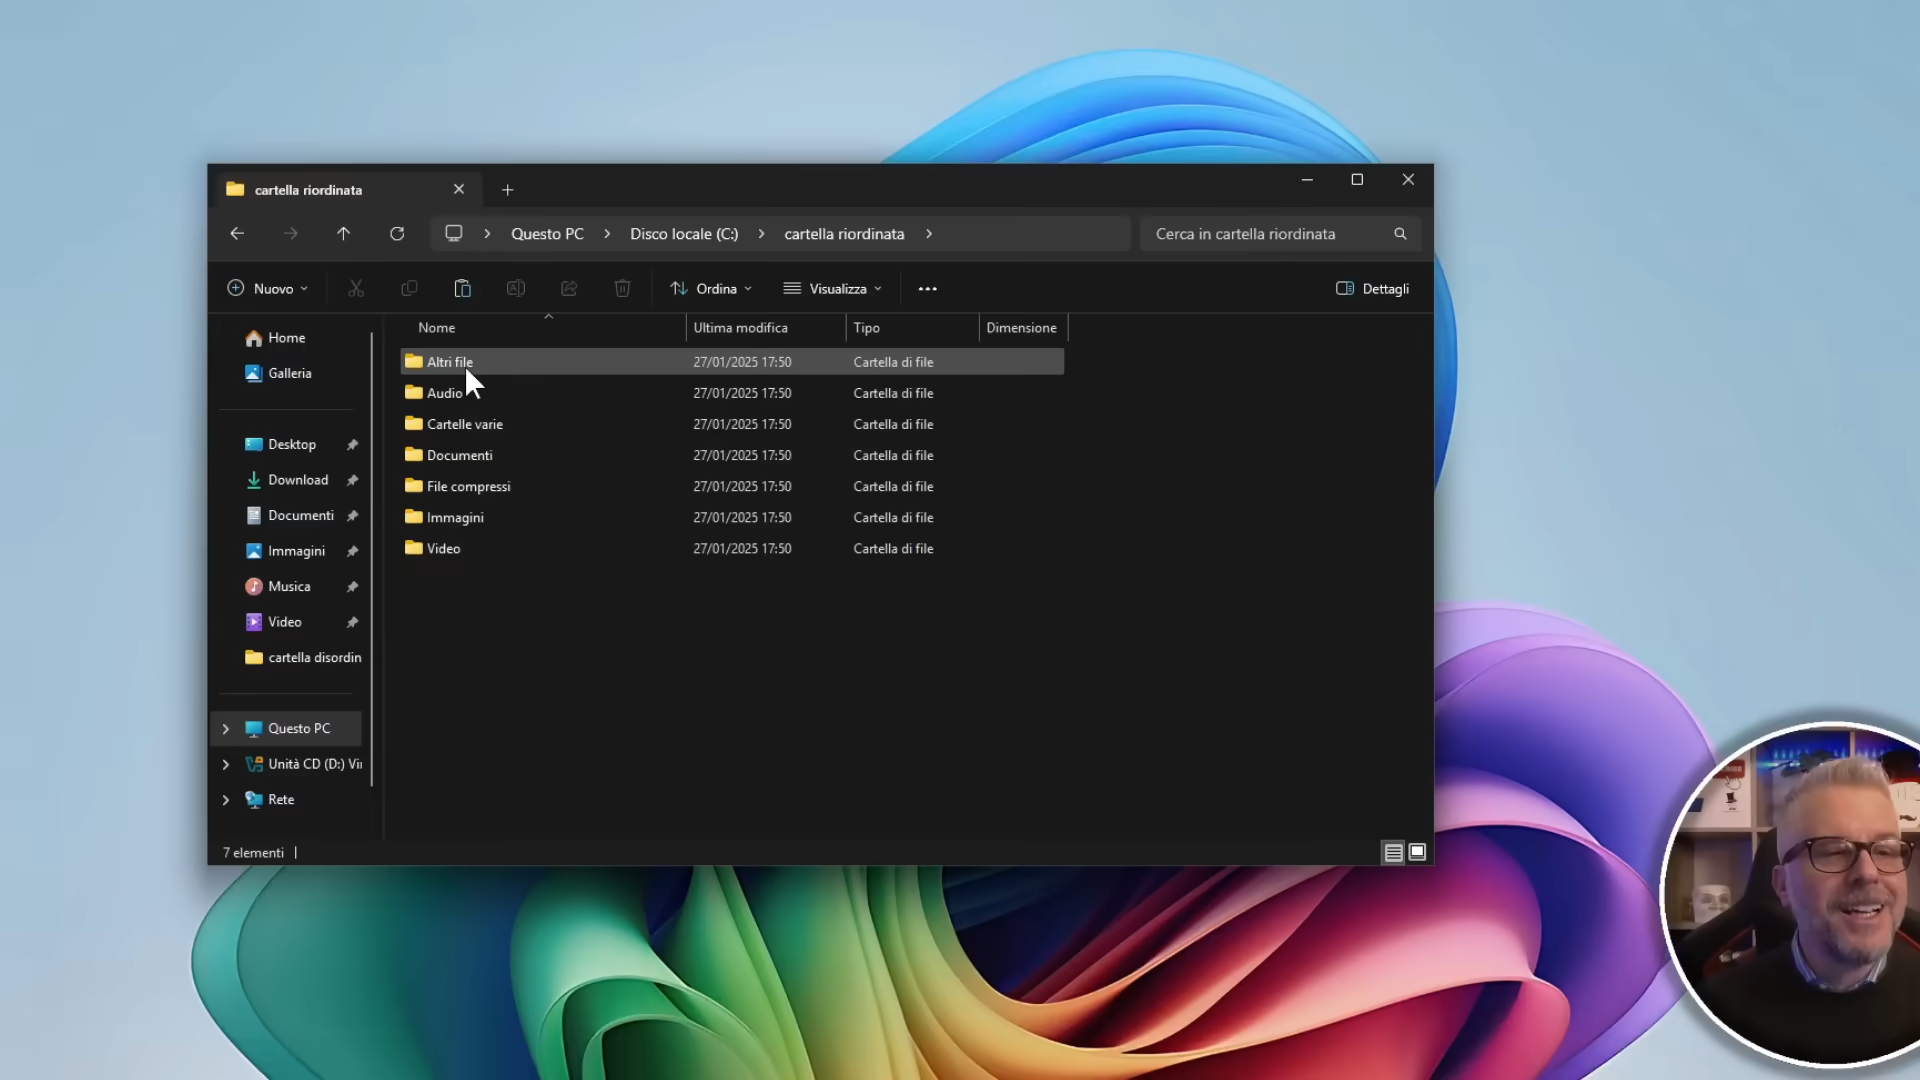 cartella riordinata
Questo PC > Disco locale (C:) > cartella riordinata >
Cerca in cartella riordinata
Nuovo
Ordina
Visualizza
Dettagli
Home
Galleria
Desktop
Download
Documenti
Immagini
Musica
Video
cartella disordin
Questo PC
Unità CD (D:) Vi
Rete
Nome Ultima modifica Tipo Dimensione
Altri file 27/01/2025 17:50 Cartella di file
Audio 27/01/2025 17:50 Cartella di file
Cartelle varie 27/01/2025 17:50 Cartella di file
Documenti 27/01/2025 17:50 Cartella di file
File compressi 27/01/2025 17:50 Cartella di file
Immagini 27/01/2025 17:50 Cartella di file
Video 27/01/2025 17:50 Cartella di file
7 elementi